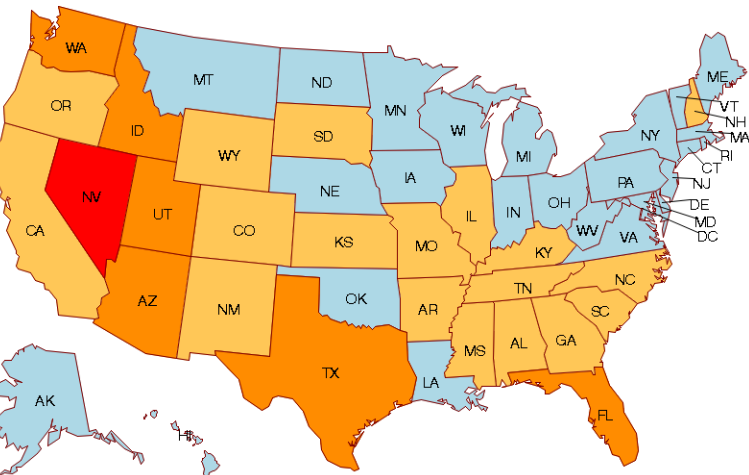 WA
MT
ND
MN
ME
VT
OR
ID
SD
WI
NY
NH
MA
WY
MI
RI
CT
IA
PA
NJ
NE
OH
NV
IL
IN
DE
UT
CO
WV
MD
CA
KS
MO
VA
DC
KY
NC
AZ
NM
OK
TN
AR
SC
MS
AL
GA
TX
LA
AK
FL
HI